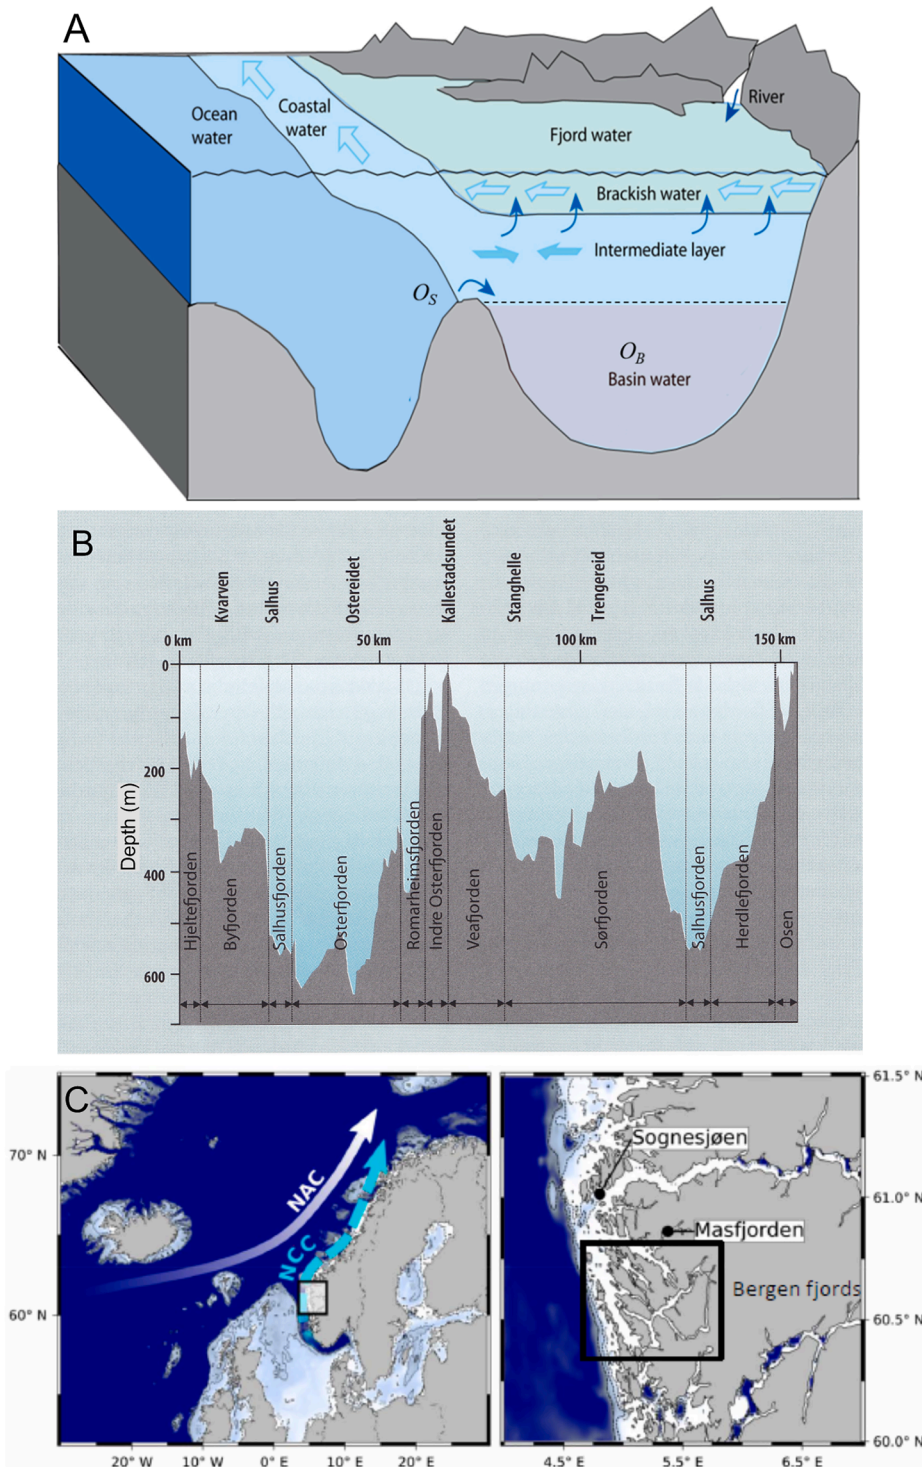 A
Ocean
water
Coastal
water
River
Fjord water
Brackish water
Intermediate layer
O_S
O_B
Basin water
B
Kvarven
Salhus
Ostereidet
Kallestadsundet
Stanghelle
Trengereid
Salhus
0 km
50 km
100 km
150 km
0
200
400
600
Depth (m)
Hjeltefjorden
Byfjorden
Salhusfjorden
Osterfjorden
Romarheimsfjorden
Indre Osterfjorden
Veafjorden
Sørfjorden
Salhusfjorden
Herdlefjorden
Osen
C
NAC
NCC
70° N
60° N
20° W
10° W
0° E
10° E
20° E
Sognesjøen
Masfjorden
Bergen fjords
61.5° N
61.0° N
60.5° N
60.0° N
4.5° E
5.5° E
6.5° E